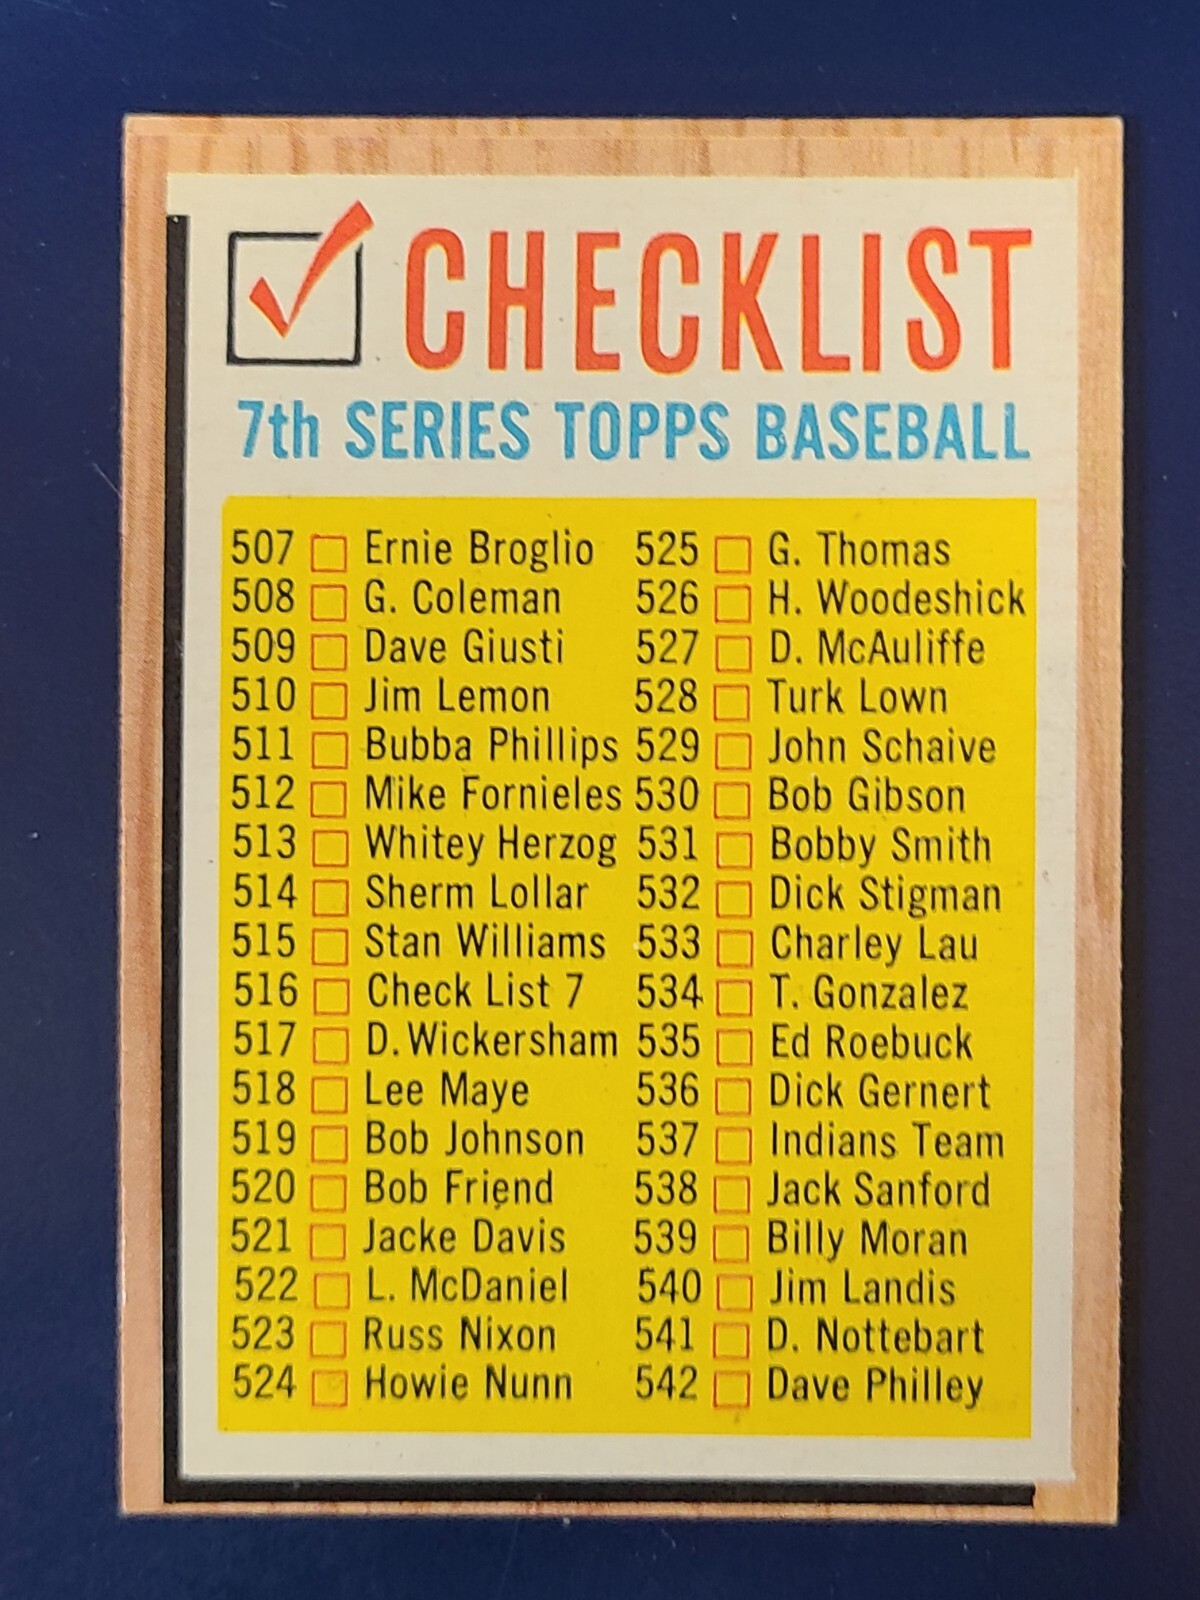 CHECKLIST
7th SERIES TOPPS BASEBALL
507 Ernie Broglio
508 G. Coleman
509 Dave Giusti
510 Jim Lemon
511 Bubba Phillips
512 Mike Fornieles
513 Whitey Herzog
514 Sherm Lollar
515 Stan Williams
516 Check List 7
517 D. Wickersham
518 Lee Maye
519 Bob Johnson
520 Bob Friend
521 Jacke Davis
522 L. McDaniel
523 Russ Nixon
524 Howie Nunn
525 G. Thomas
526 H. Woodeshick
527 D. McAuliffe
528 Turk Lown
529 John Schaive
530 Bob Gibson
531 Bobby Smith
532 Dick Stigman
533 Charley Lau
534 T. Gonzalez
535 Ed Roebuck
536 Dick Gernert
537 Indians Team
538 Jack Sanford
539 Billy Moran
540 Jim Landis
541 D. Nottebart
542 Dave Philley